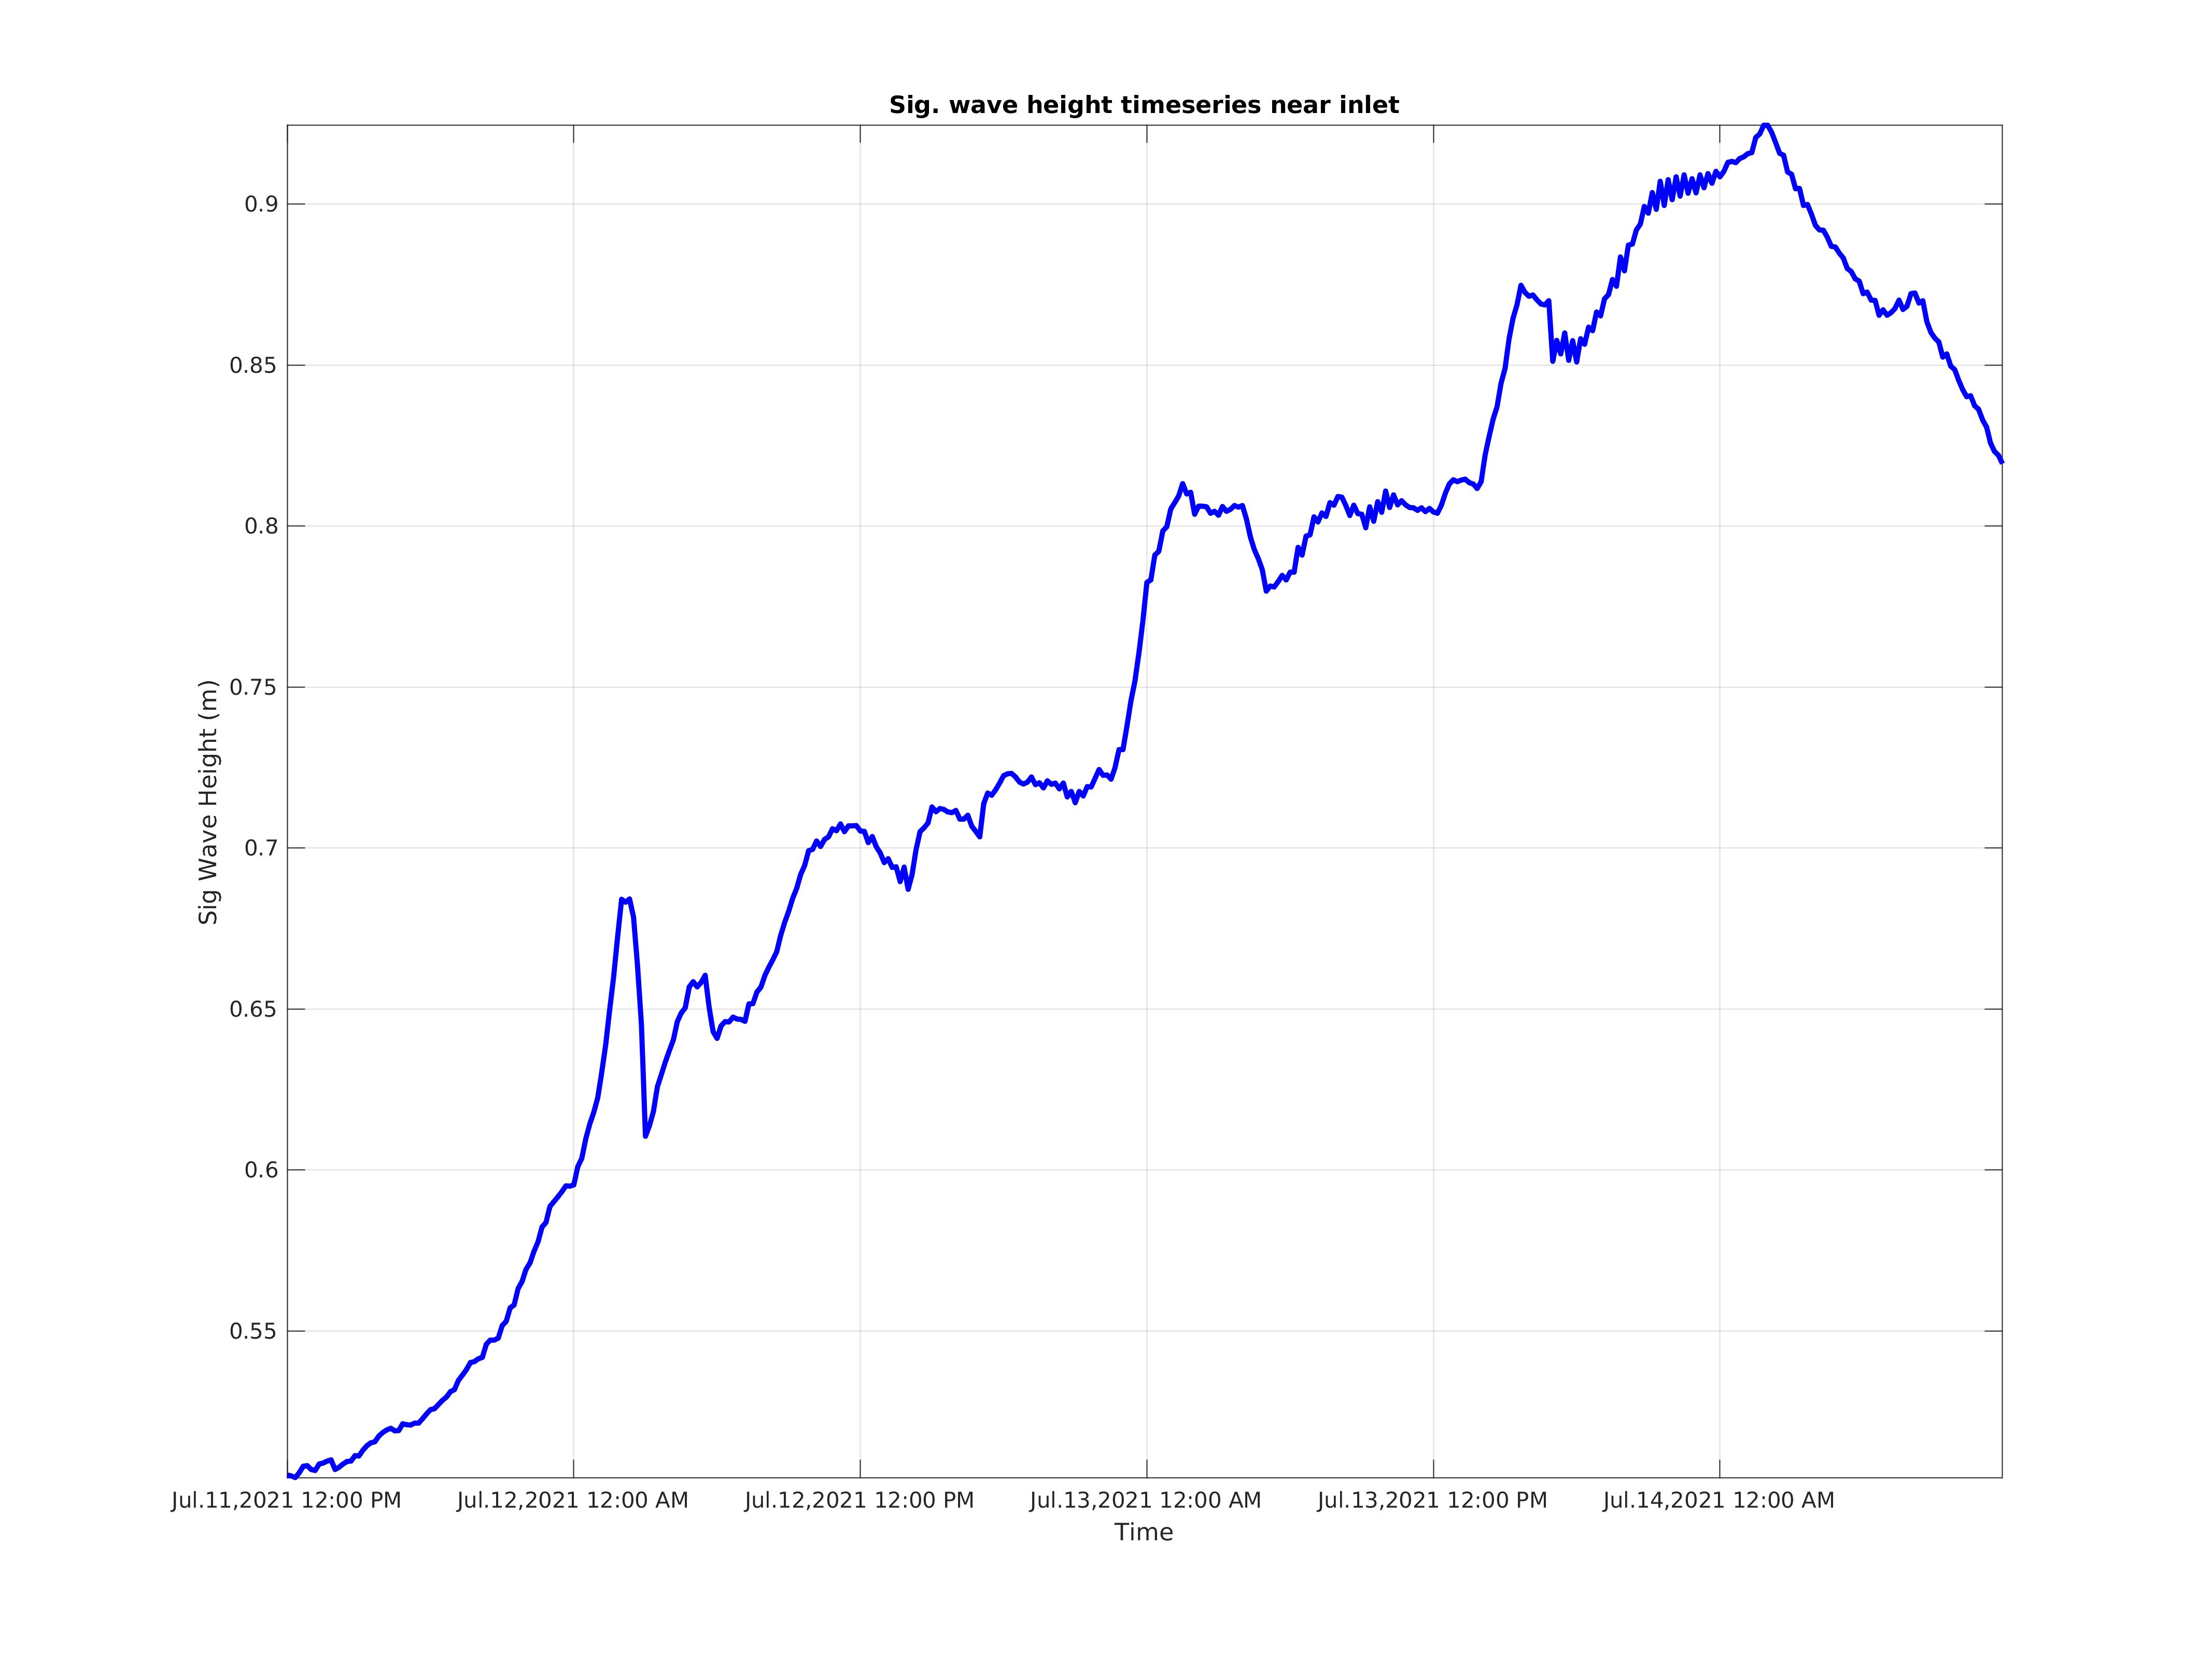 Sig. wave height timeseries near inlet
Sig Wave Height (m)
0.9
0.85
0.8
0.75
0.7
0.65
0.6
0.55
Jul.11,2021 12:00 PM
Jul.12,2021 12:00 AM
Jul.12,2021 12:00 PM
Jul.13,2021 12:00 AM
Jul.13,2021 12:00 PM
Jul.14,2021 12:00 AM
Time